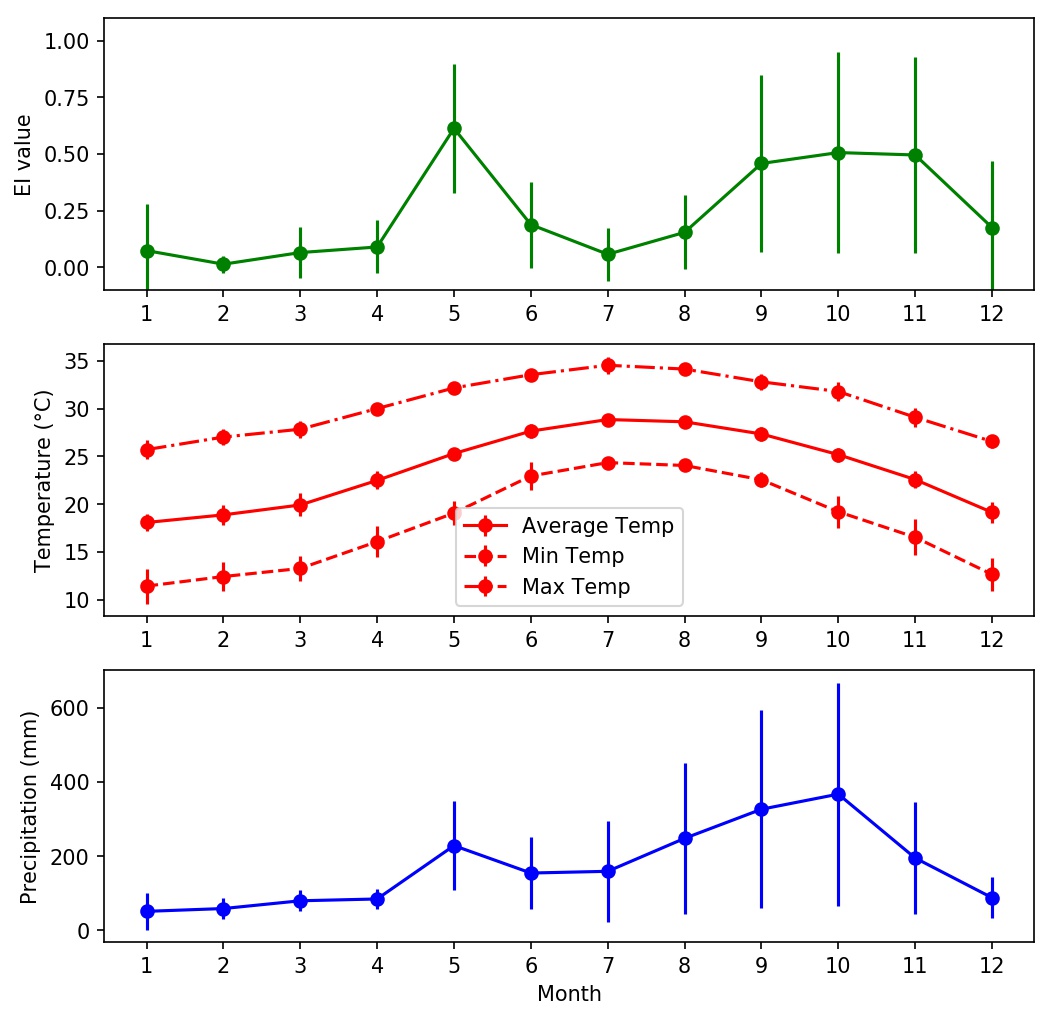 EI value
1.00
0.75
0.50
0.25
0.00
1 2 3 4 5 6 7 8 9 10 11 12
Temperature (°C)
35
30
25
20
15
10
Average Temp
Min Temp
Max Temp
1 2 3 4 5 6 7 8 9 10 11 12
Precipitation (mm)
600
400
200
0
1 2 3 4 5 6 7 8 9 10 11 12
Month